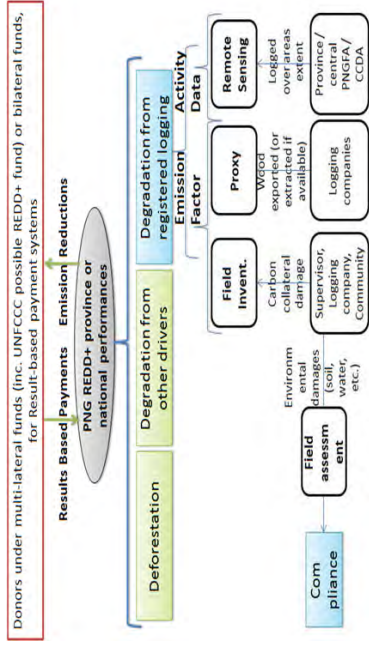 Donors under multi-lateral funds (inc. UNFCCC possible REDD+ fund) or bilateral funds,
for Result-based payment systems
Results Based Payments
Emission Reductions
PNG REDD+ province or
national performances
Deforestation
Degradation from
other drivers
Degradation from
registered logging
Emission
Factor
Activity
Data
Field
Invent.
Proxy
Remote
Sensing
Carbon
collateral
damage
Wood
exported (or
extracted if
available)
Logged
over areas
extent
Supervisor,
Logging
company,
Community
Logging
companies
Province/
central
PNGFA/
CCDA
Environm
ental
damages
(soil,
water,
etc.)
Field
assessm
ent
Com
pliance